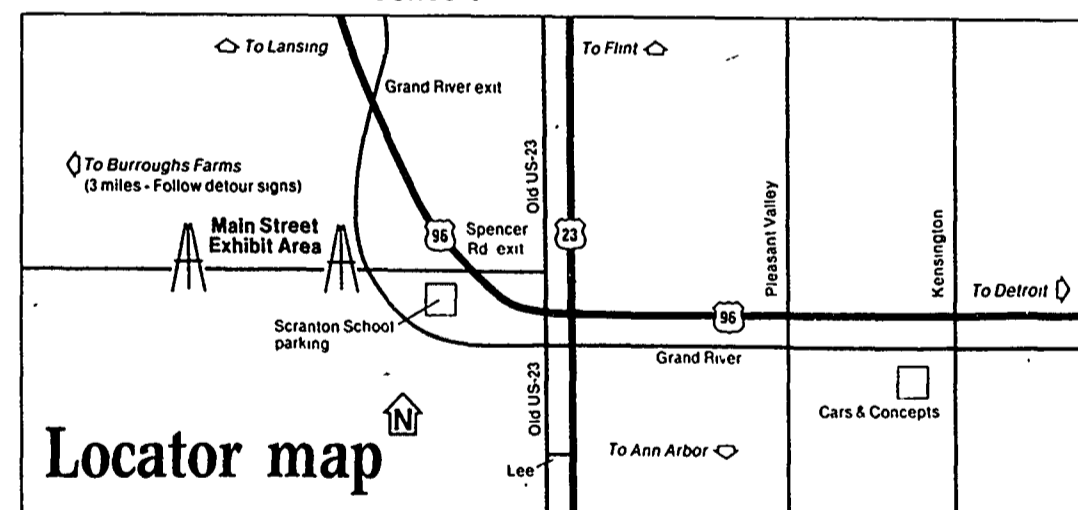 To Lansing
To Flint
Grand River exit
To Burroughs Farms
(3 miles - Follow detour signs)
Old US-23
Main Street
Exhibit Area
96
Spencer
Rd exit
23
Pleasant Valley
Kensington
To Detroit
96
Scranton School
parking
Grand River
Old US-23
Cars & Concepts
N
Locator map
To Ann Arbor
Lee